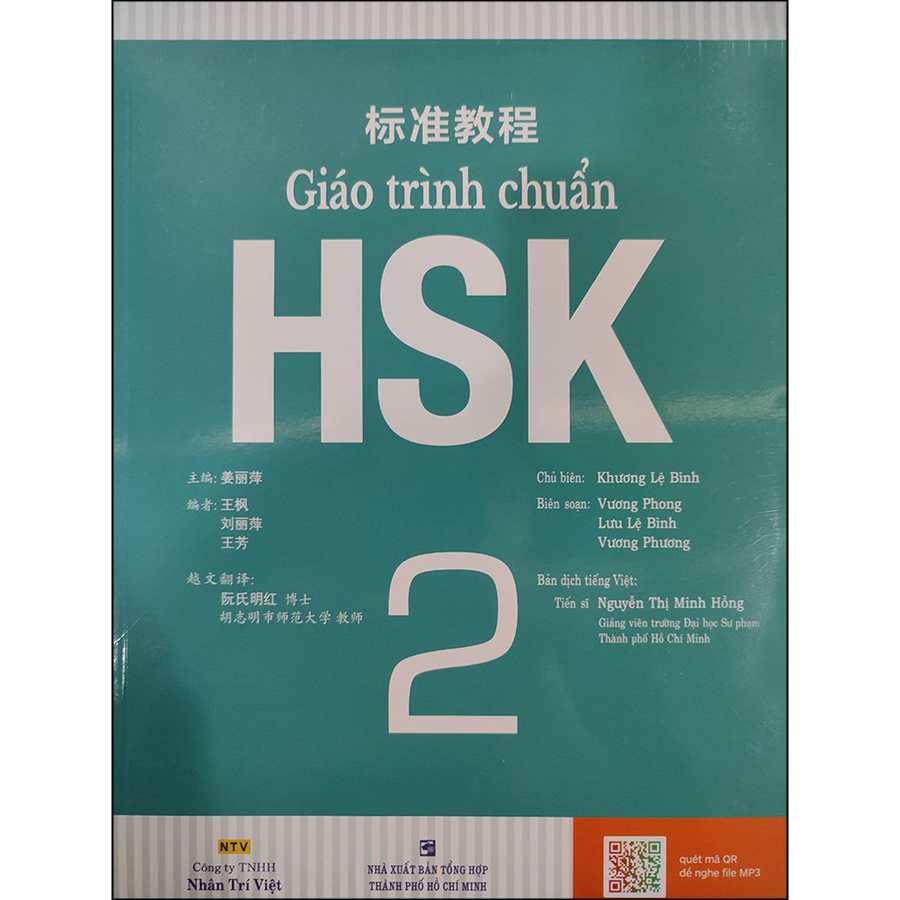 标准教程
Giáo trình chuẩn
HSK
主编: 姜丽萍
编者: 王枫
刘丽萍
王芳
越文翻译:
阮氏明红 博士
胡志明市师范大学 教师
Chủ biên: Khương Lệ Bình
Biên soạn: Vương Phong
Lưu Lệ Bình
Vương Phương
Bản dịch tiếng Việt:
Tiến sĩ Nguyễn Thị Minh Hồng
Giảng viên trường Đại học Sư phạm
Thành phố Hồ Chí Minh
2
NTV
Công ty TNHH
Nhân Trí Việt
NHÀ XUẤT BẢN TỔNG HỢP
THÀNH PHỐ HỒ CHÍ MINH
quét mã QR
để nghe file MP3